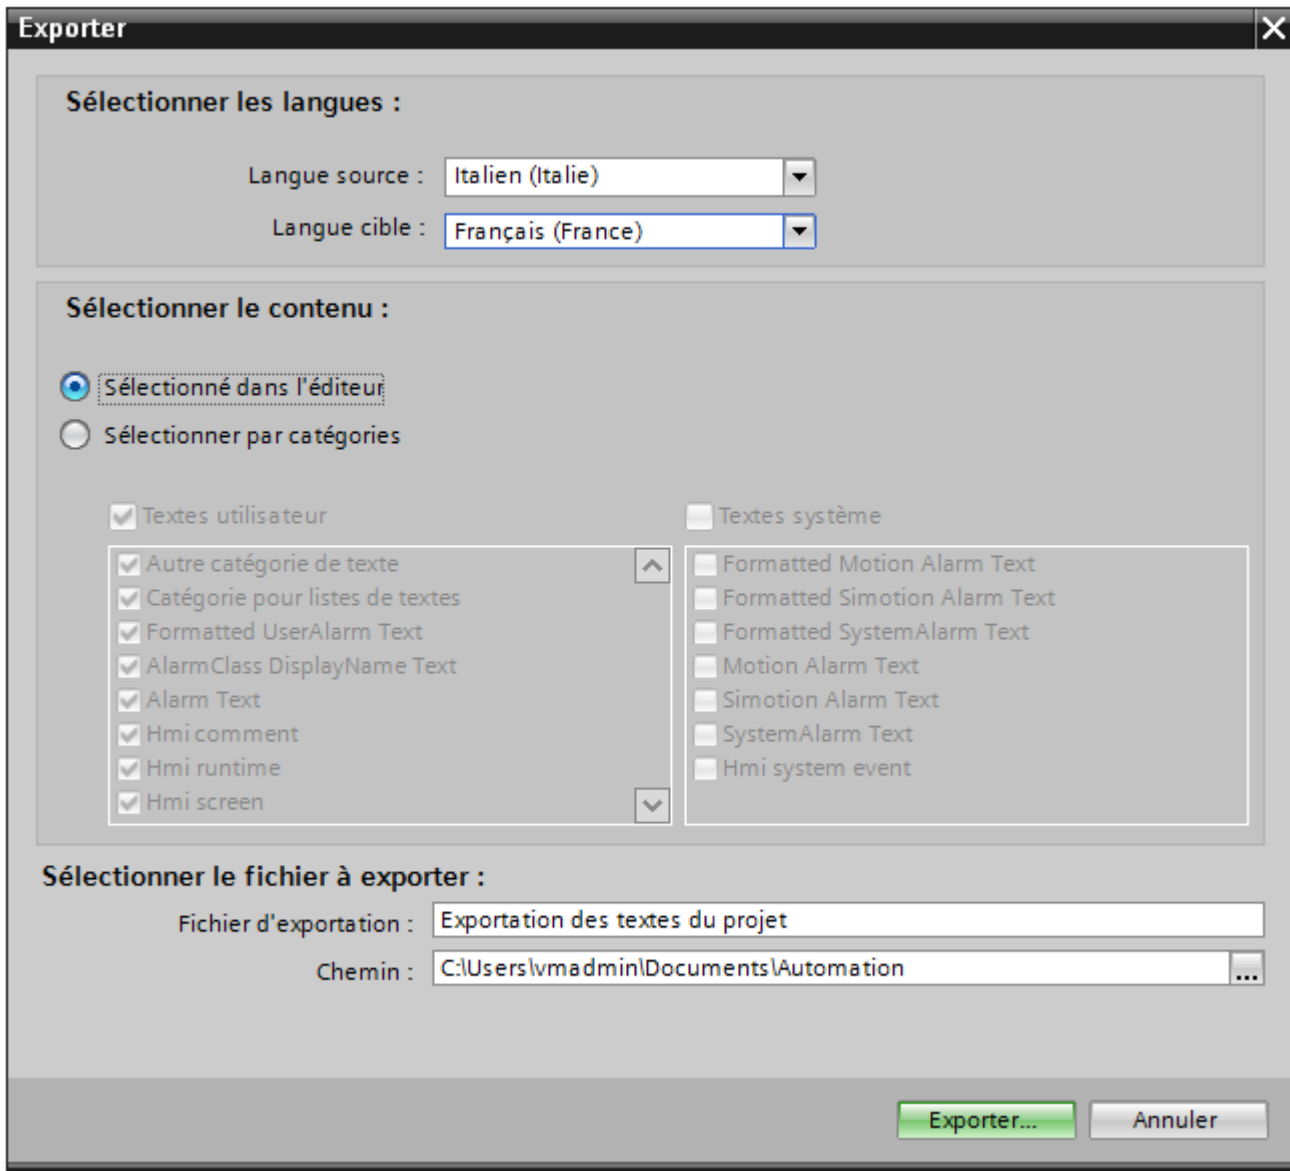 Exporter
Sélectionner les langues :
Langue source : Italien (Italie)
Langue cible : Français (France)
Sélectionner le contenu :
Sélectionné dans l'éditeur
Sélectionner par catégories
Textes utilisateur
Autre catégorie de texte
Catégorie pour listes de textes
Formatted UserAlarm Text
AlarmClass DisplayName Text
Alarm Text
Hmi comment
Hmi runtime
Hmi screen
Textes système
Formatted Motion Alarm Text
Formatted Simotion Alarm Text
Formatted SystemAlarm Text
Motion Alarm Text
Simotion Alarm Text
SystemAlarm Text
Hmi system event
Sélectionner le fichier à exporter :
Fichier d'exportation : Exportation des textes du projet
Chemin : C:\Users\vmadmin\Documents\Automation ...
Exporter... Annuler